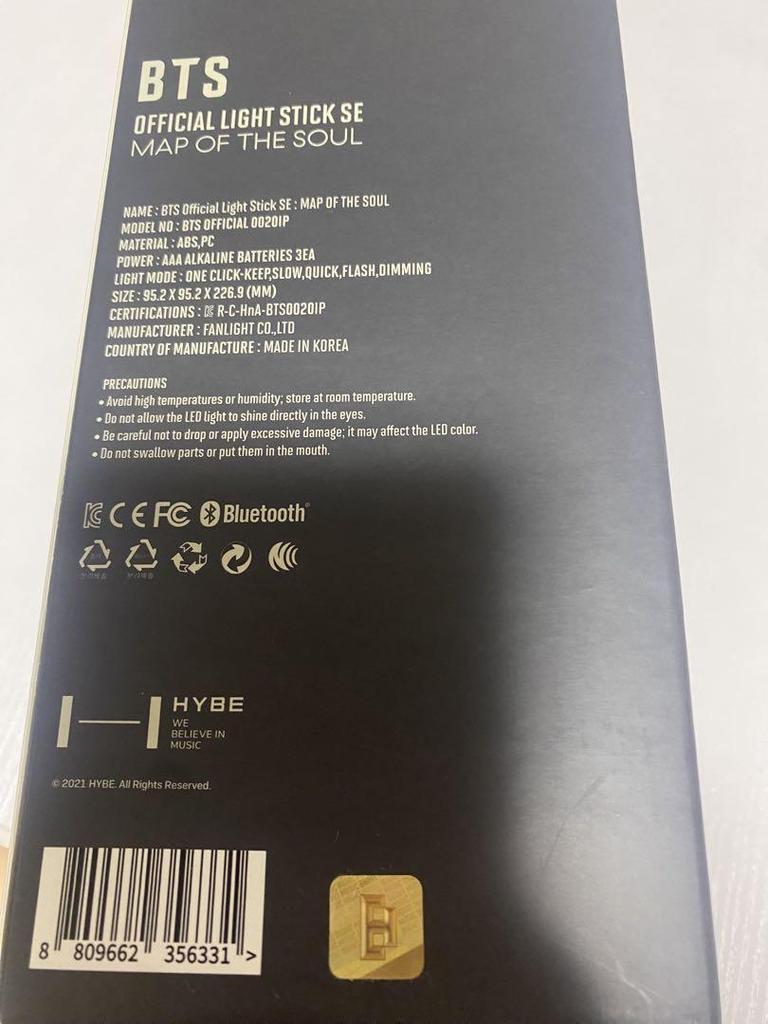 BTS
OFFICIAL LIGHT STICK SE
MAP OF THE SOUL
NAME : BTS Official Light Stick SE : MAP OF THE SOUL
MODEL NO : BTS OFFICIAL 0020IP
MATERIAL : ABS,PC
POWER : AAA ALKALINE BATTERIES 3EA
LIGHT MODE : ONE CLICK-KEEP,SLOW,QUICK,FLASH,DIMMING
SIZE : 95.2 X 95.2 X 226.9 (MM)
CERTIFICATIONS : R-C-HnA-BTS0020IP
MANUFACTURER : FANLIGHT CO.,LTD
COUNTRY OF MANUFACTURE : MADE IN KOREA
PRECAUTIONS
• Avoid high temperatures or humidity; store at room temperature.
• Do not allow the LED light to shine directly in the eyes.
• Be careful not to drop or apply excessive damage; it may affect the LED color.
• Do not swallow parts or put them in the mouth.
CE FC Bluetooth®
HYBE
WE
BELIEVE IN
MUSIC
© 2021 HYBE. All Rights Reserved.
8 809662 356331 >